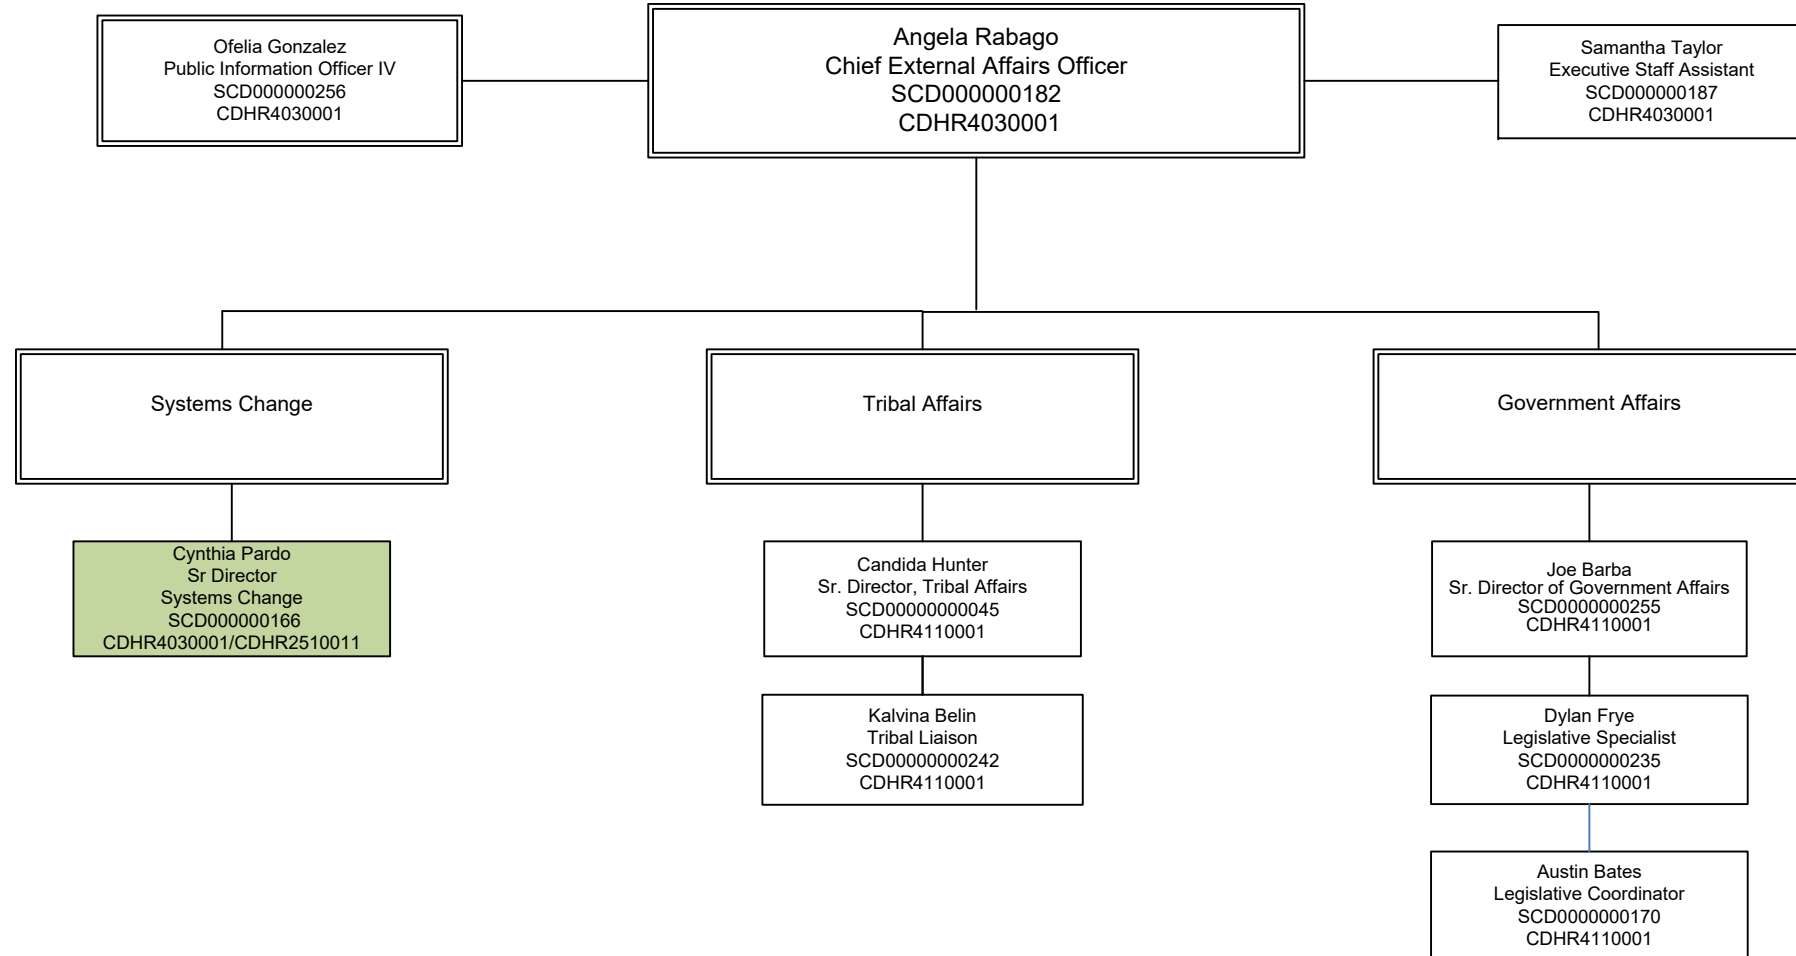 Ofelia Gonzalez
Public Information Officer IV
SCD000000256
CDHR4030001
Angela Rabago
Chief External Affairs Officer
SCD000000182
CDHR4030001
Samantha Taylor
Executive Staff Assistant
SCD000000187
CDHR4030001
Systems Change
Tribal Affairs
Government Affairs
Cynthia Pardo
Sr Director
Systems Change
SCD000000166
CDHR4030001/CDHR2510011
Candida Hunter
Sr. Director, Tribal Affairs
SCD00000000045
CDHR4110001
Joe Barba
Sr. Director of Government Affairs
SCD0000000255
CDHR4110001
Kalvina Belin
Tribal Liaison
SCD00000000242
CDHR4110001
Dylan Frye
Legislative Specialist
SCD0000000235
CDHR4110001
Austin Bates
Legislative Coordinator
SCD0000000170
CDHR4110001